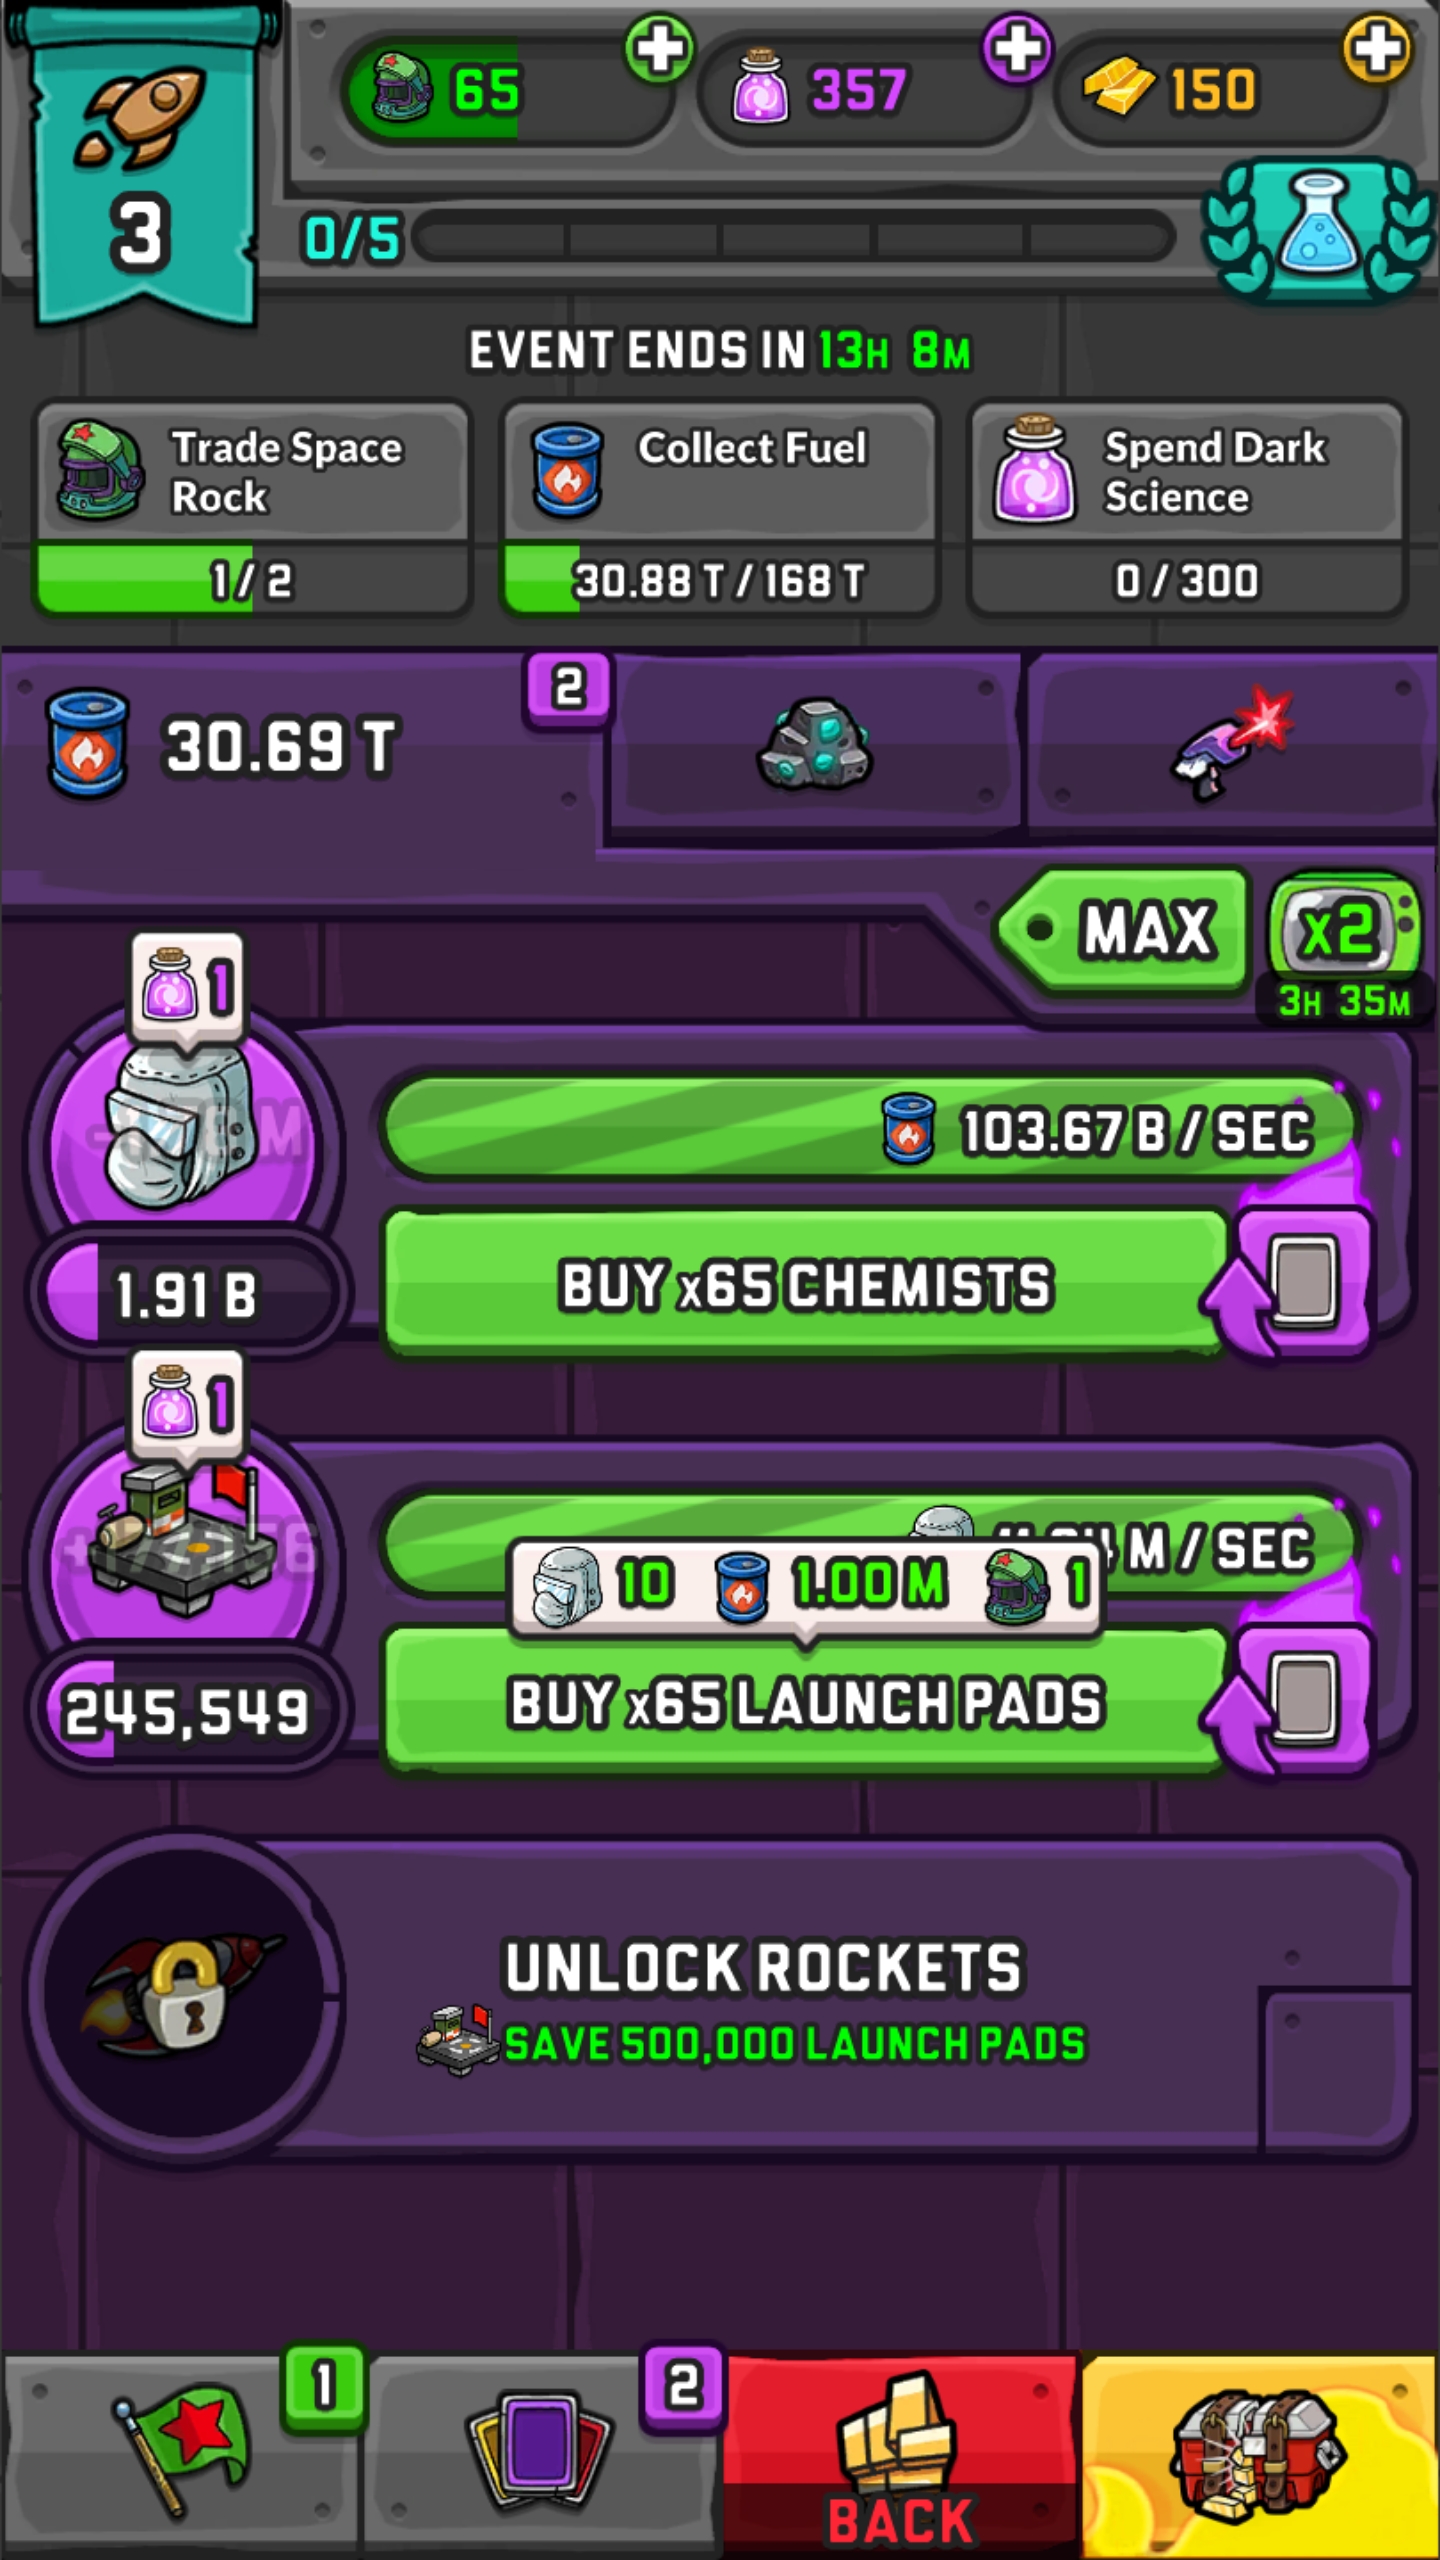 65
357
150
3
0/5
EVENT ENDS IN 13H 8M
Trade Space
Rock
1 / 2
Collect Fuel
30.88 T / 168 T
Spend Dark
Science
0 / 300
30.69 T
2
MAX
x2
3H 35M
1
103.67 B / SEC
1.91 B
BUY x65 CHEMISTS
1
M / SEC
10 1.00 M 1
245,549
BUY x65 LAUNCH PADS
UNLOCK ROCKETS
SAVE 500,000 LAUNCH PADS
1
2
BACK